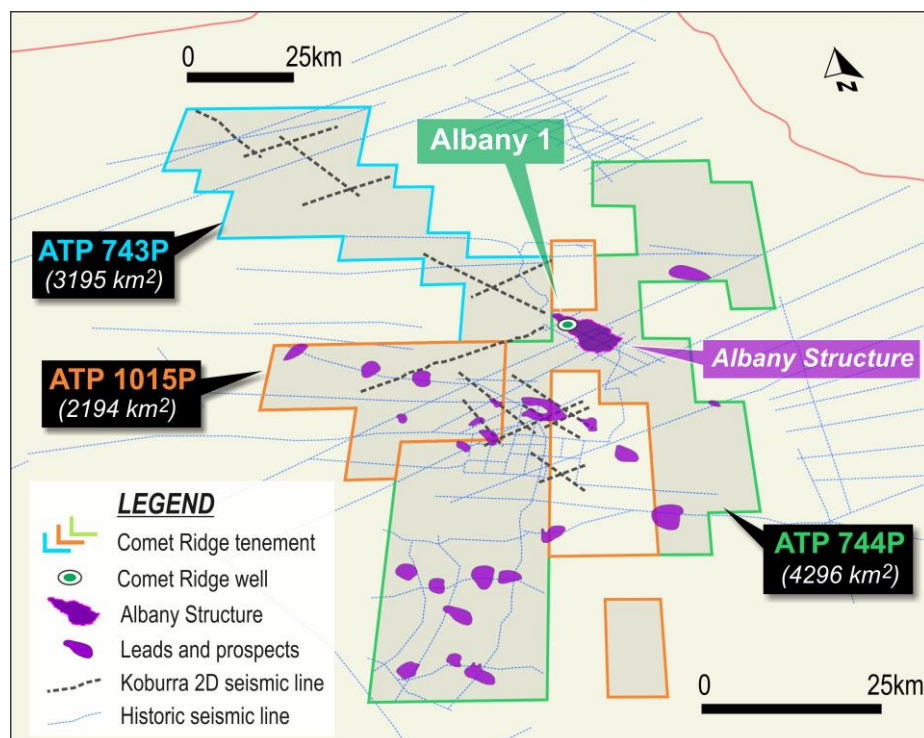 0 25km
N
Albany 1
ATP 743P
(3195 km²)
Albany Structure
ATP 1015P
(2194 km²)
LEGEND
Comet Ridge tenement
Comet Ridge well
Albany Structure
Leads and prospects
Koburra 2D seismic line
Historic seismic line
ATP 744P
(4296 km²)
0 25km